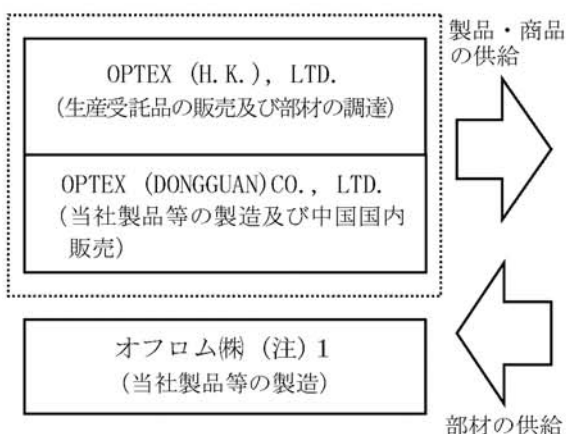 製品・商品
の供給
OPTEX (H.K.), LTD.
(生産受託品の販売及び部材の調達)
OPTEX (DONGGUAN)CO., LTD.
(当社製品等の製造及び中国国内
販売)
オフロム㈱ (注)1
(当社製品等の製造)
部材の供給